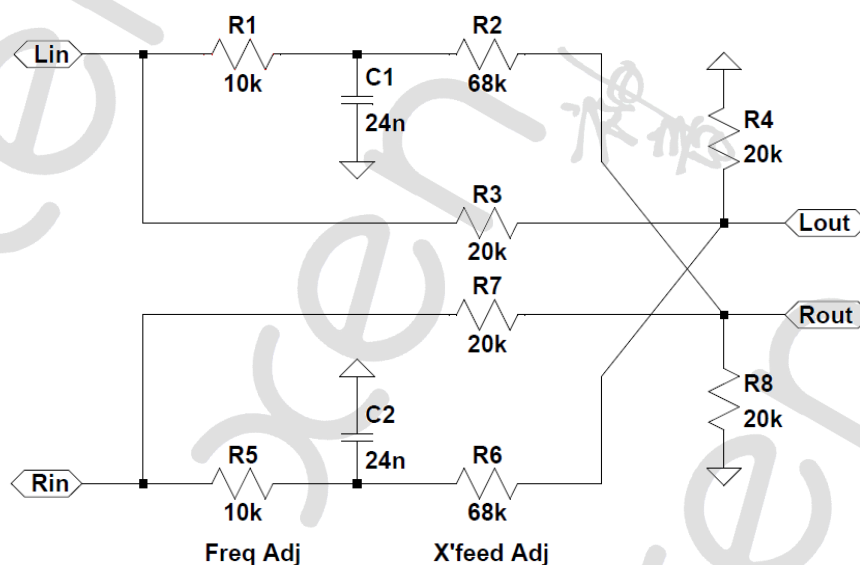 Lin
R1
10k
C1
24n
R2
68k
R4
20k
R3
20k
Lout
R7
20k
Rout
C2
24n
R8
20k
Rin
R5
10k
R6
68k
Freq Adj
X'feed Adj
xen